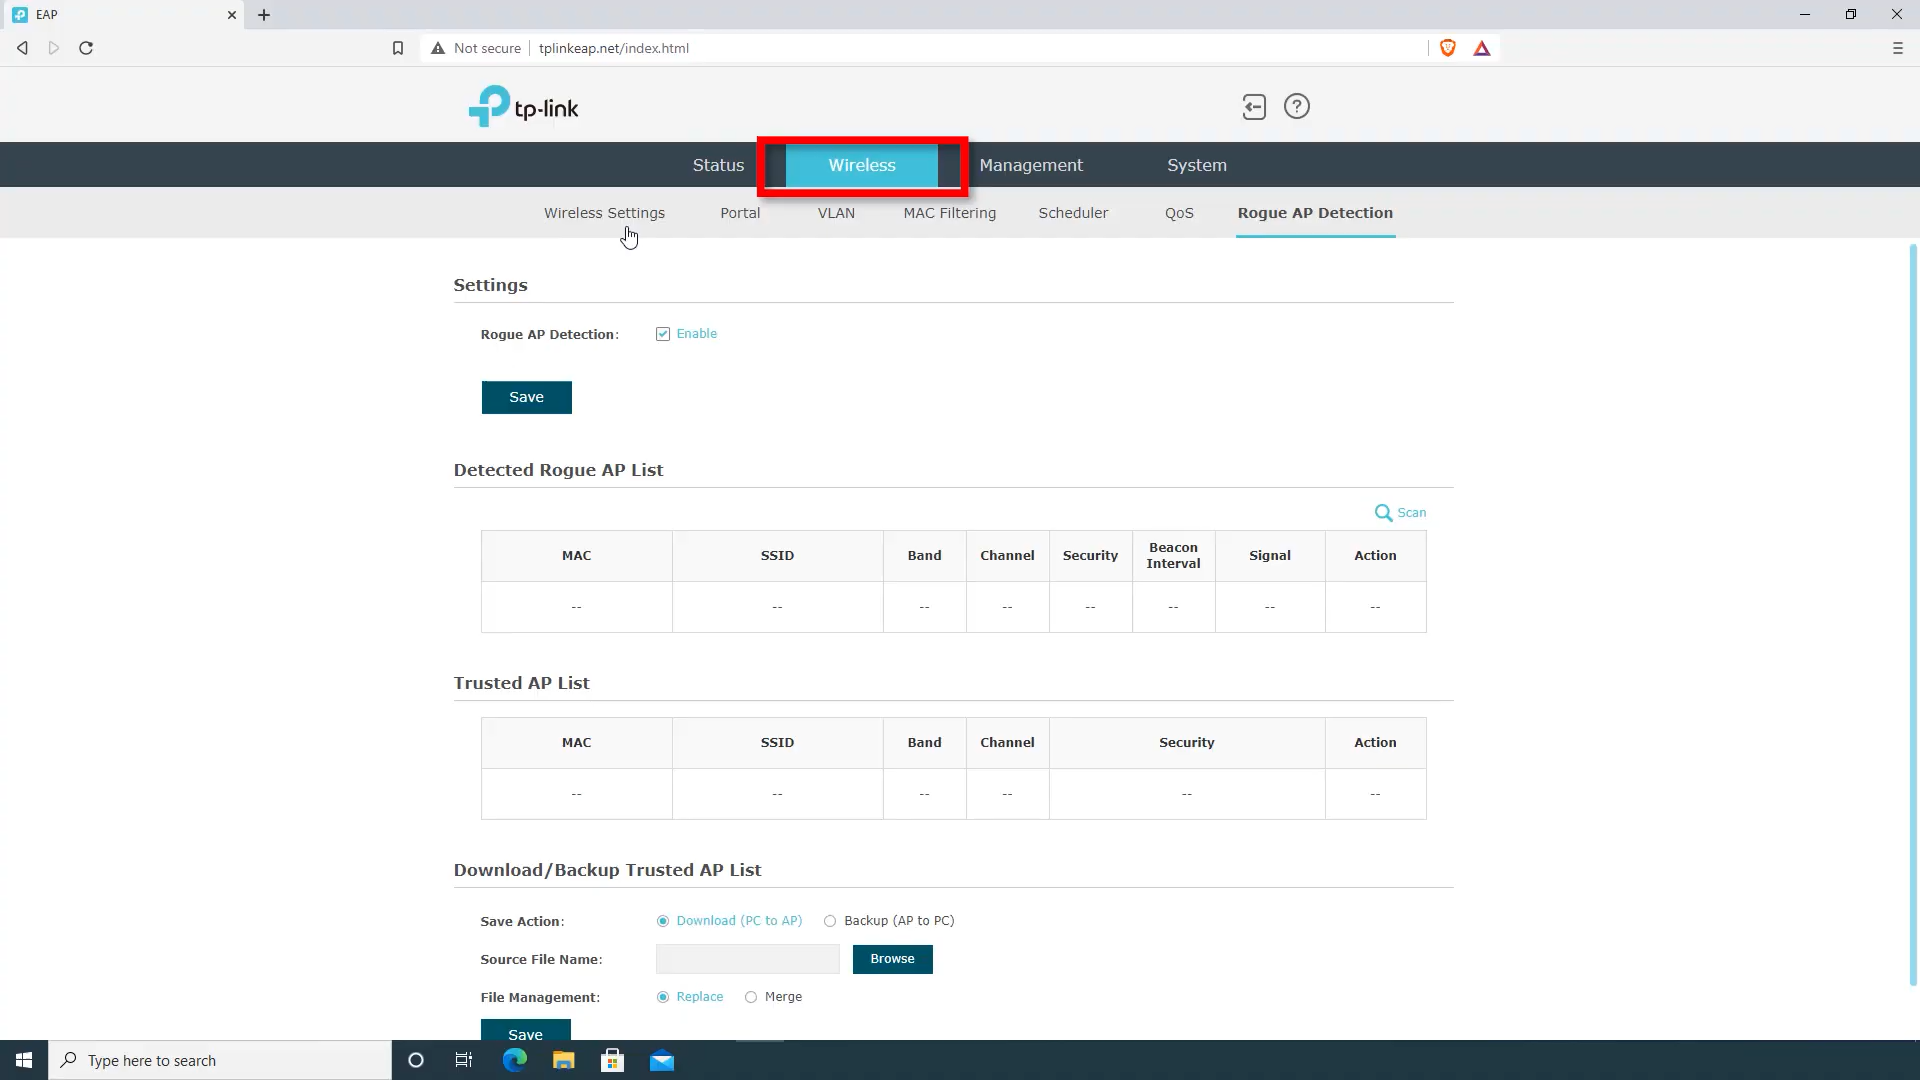 EAP
Not secure
tplinkeap.net/index.html
tp-link
Status
Wireless
Management
System
Wireless Settings
Portal
VLAN
MAC Filtering
Scheduler
QoS
Rogue AP Detection
Settings
Rogue AP Detection:
Enable
Save
Detected Rogue AP List
Scan
MAC
SSID
Band
Channel
Security
Beacon
Interval
Signal
Action
--
--
--
--
--
--
--
--
Trusted AP List
MAC
SSID
Band
Channel
Security
Action
--
--
--
--
--
--
Download/Backup Trusted AP List
Save Action:
Download (PC to AP)
Backup (AP to PC)
Source File Name:
Browse
File Management:
Replace
Merge
Save
Type here to search